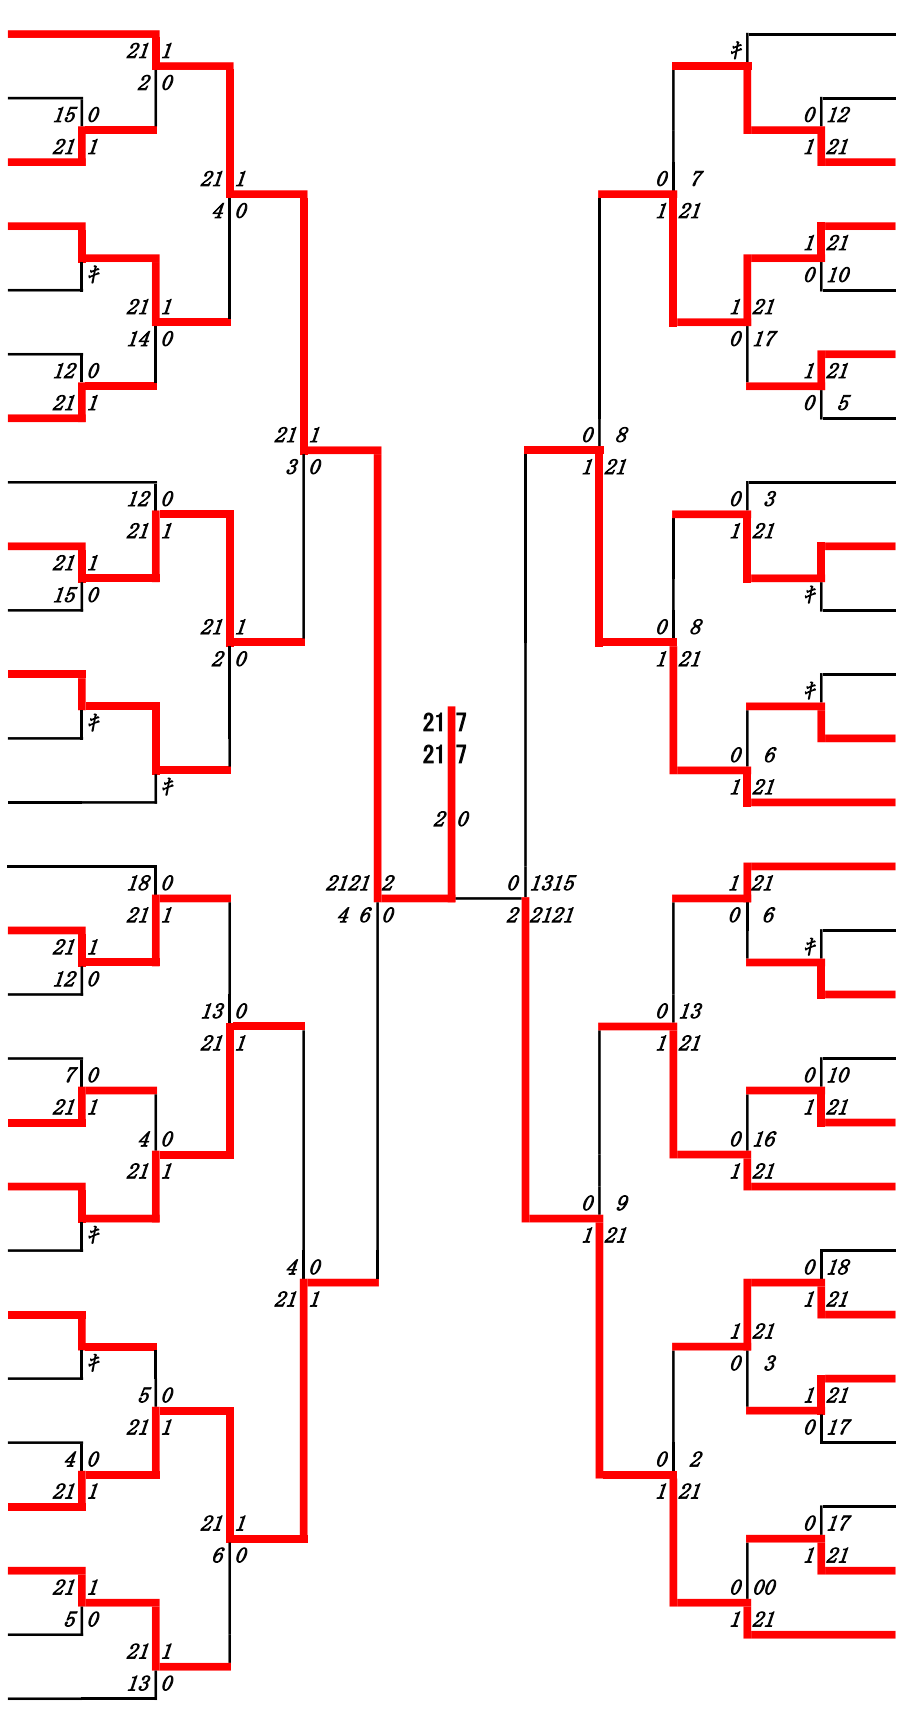 21 1 ｷ
2 0
15 0 0 12
21 1 1 21
21 1 0 7
4 0 1 21
1 21
ｷ 0 10
21 1 1 21
14 0 0 17
12 0 1 21
21 1 0 5
21 1 0 8
3 0 1 21
12 0 0 3
21 1 1 21
21 1
15 0 ｷ
21 1 0 8
2 0 1 21
ｷ
ｷ 21 7
21 7 0 6
ｷ 1 21
2 0
18 0 2121 2 0 1315 1 21
21 1 4 6 0 2 2121 0 6
21 1 ｷ
12 0
13 0 0 13
21 1 1 21
7 0 0 10
21 1 1 21
4 0 0 16
21 1 1 21
0 9
ｷ 1 21
4 0 0 18
21 1 1 21
1 21
ｷ 0 3
5 0 1 21
21 1 0 17
4 0 0 2
21 1 1 21
21 1 0 17
6 0 1 21
21 1 0 00
5 0 1 21
21 1
13 0